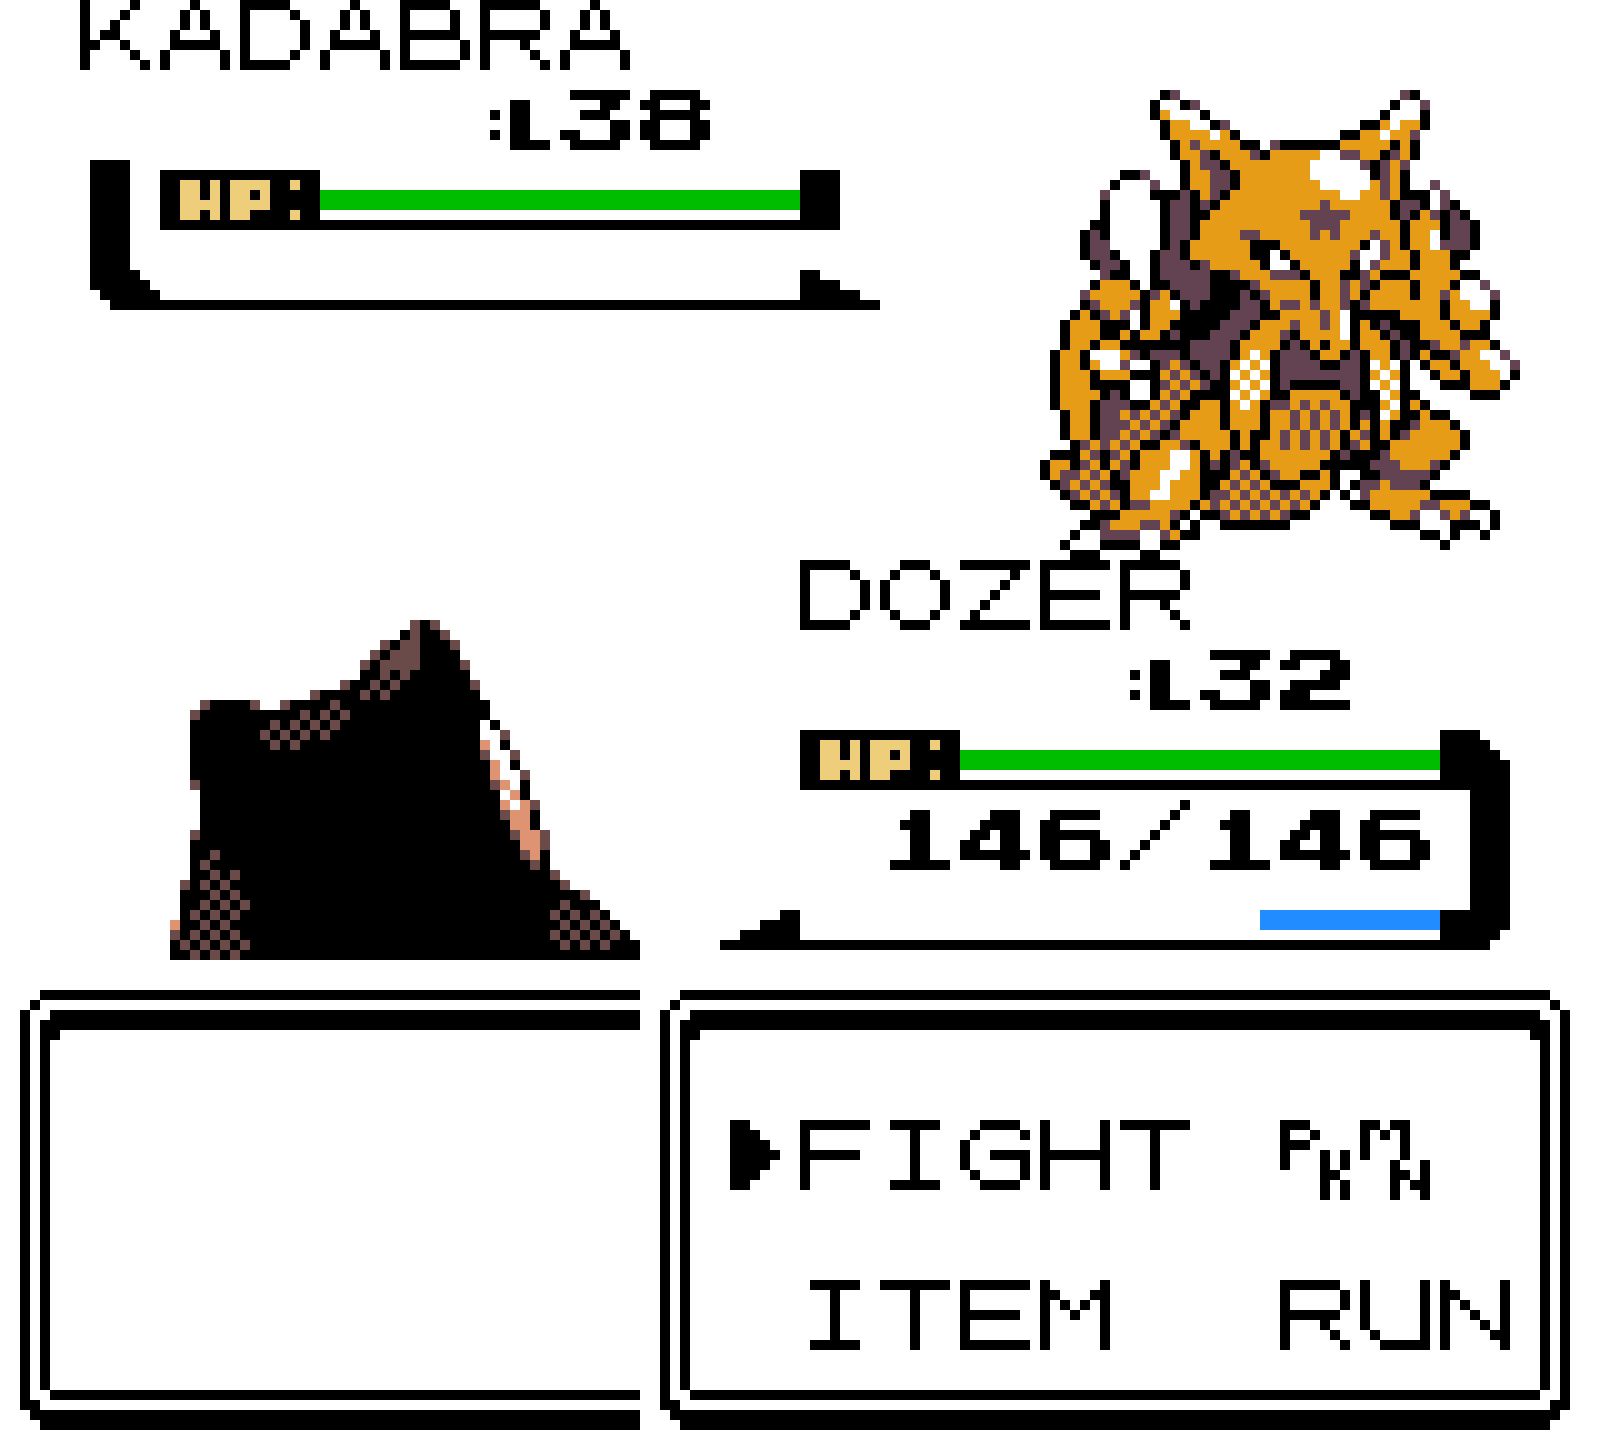 KADABRA
:L38
HP:
DOZER
:L32
HP:
146/146
▶FIGHT PKMN
ITEM RUN